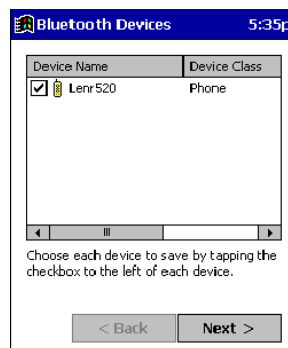 Bluetooth Devices 5:35p
Device Name Device Class
Lenr520 Phone
Choose each device to save by tapping the
checkbox to the left of each device.
< Back Next >